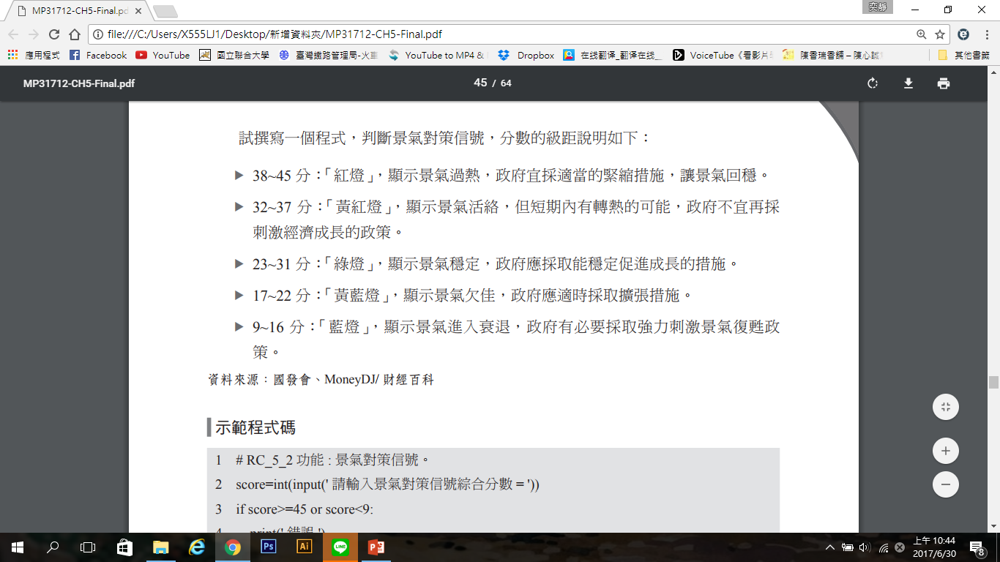 MP31712-CH5-Final.pd
奕靜
file:///C:/Users/X555LJ1/Desktop/新增資料夾/MP31712-CH5-Final.pdf
應用程式 Facebook YouTube 國立聯合大學 臺灣鐵路管理局-火車 YouTube to MP4 & Dropbox 在线翻译_翻译在线_ VoiceTube《看影片 陳香瑞香鋪 – 陳心誠 其他書籤
MP31712-CH5-Final.pdf 45 / 64
試撰寫一個程式，判斷景氣對策信號，分數的級距說明如下：
▶ 38~45 分：「紅燈」，顯示景氣過熱，政府宜採適當的緊縮措施，讓景氣回穩。
▶ 32~37 分：「黃紅燈」，顯示景氣活絡，但短期內有轉熱的可能，政府不宜再採
刺激經濟成長的政策。
▶ 23~31 分：「綠燈」，顯示景氣穩定，政府應採取能穩定促進成長的措施。
▶ 17~22 分：「黃藍燈」，顯示景氣欠佳，政府應適時採取擴張措施。
▶ 9~16 分：「藍燈」，顯示景氣進入衰退，政府有必要採取強力刺激景氣復甦政
策。
資料來源：國發會、MoneyDJ/ 財經百科
示範程式碼
1 # RC_5_2 功能 : 景氣對策信號。
2 score=int(input(' 請輸入景氣對策信號綜合分數 = '))
3 if score>=45 or score<9:
4 print(' 錯誤 ')
Ps Ai LINE
上午 10:44
2017/6/30
8